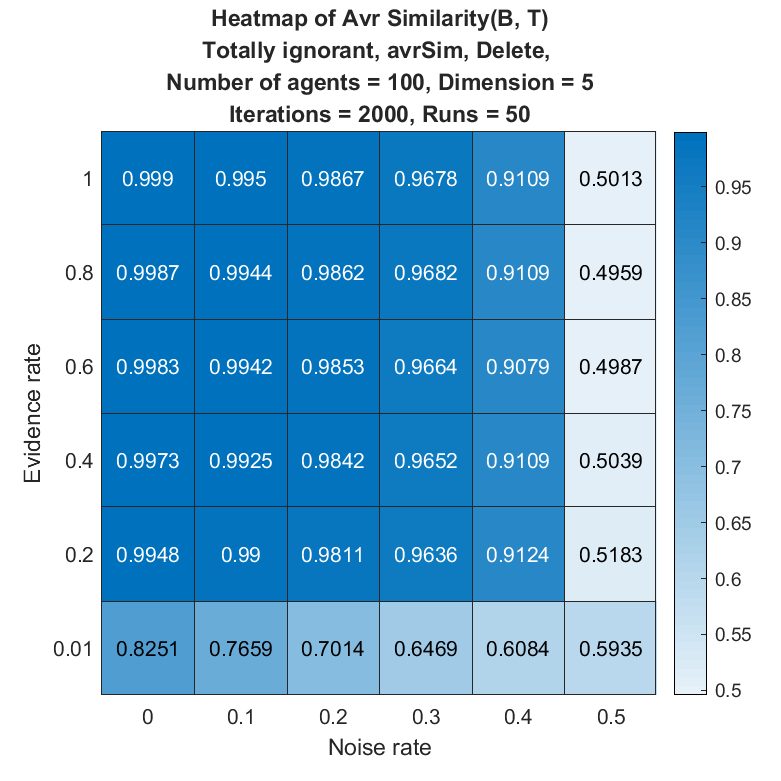 Heatmap of Avr Similarity(B, T)
Totally ignorant, avrSim, Delete,
Number of agents = 100, Dimension = 5
Iterations = 2000, Runs = 50
1 0.999 0.995 0.9867 0.9678 0.9109 0.5013
0.8 0.9987 0.9944 0.9862 0.9682 0.9109 0.4959
0.6 0.9983 0.9942 0.9853 0.9664 0.9079 0.4987
0.4 0.9973 0.9925 0.9842 0.9652 0.9109 0.5039
0.2 0.9948 0.99 0.9811 0.9636 0.9124 0.5183
0.01 0.8251 0.7659 0.7014 0.6469 0.6084 0.5935
0 0.1 0.2 0.3 0.4 0.5
Noise rate
Evidence rate
0.95
0.9
0.85
0.8
0.75
0.7
0.65
0.6
0.55
0.5